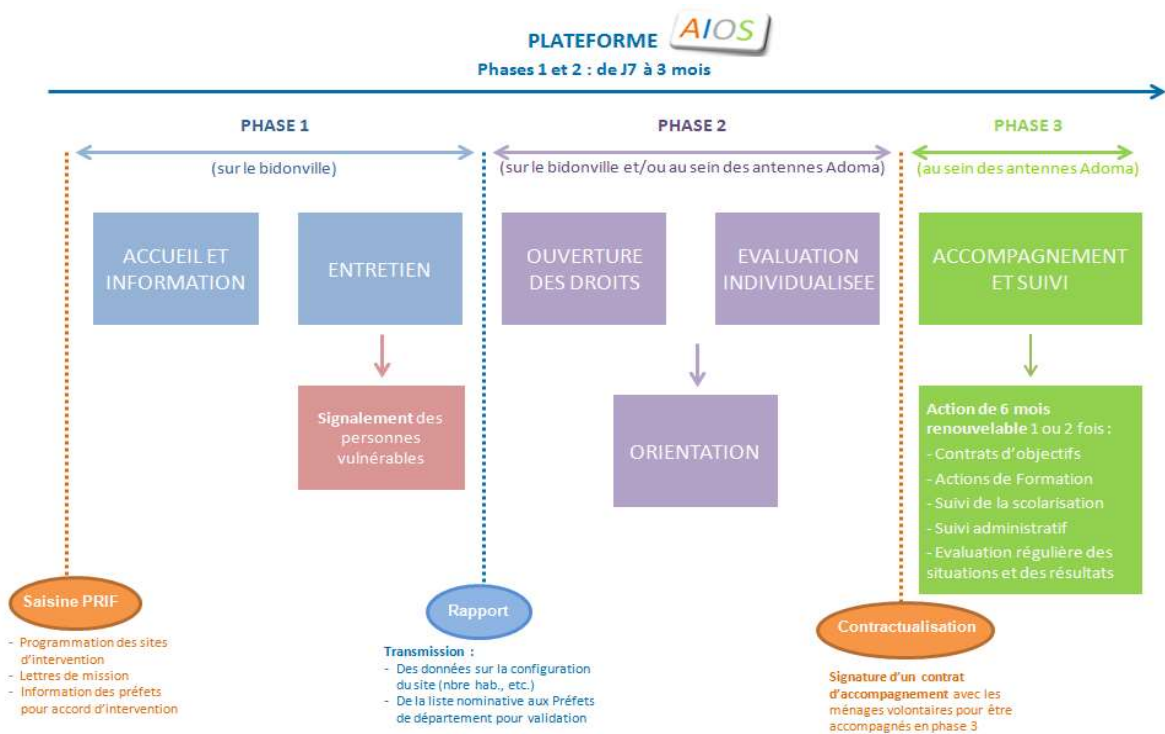 PLATEFORME AIOS
Phases 1 et 2 : de J7 à 3 mois
PHASE 1
(sur le bidonville)
PHASE 2
(sur le bidonville et/ou au sein des antennes Adoma)
PHASE 3
(au sein des antennes Adoma)
ACCUEIL ET
INFORMATION
ENTRETIEN
OUVERTURE
DES DROITS
EVALUATION
INDIVIDUALISEE
ACCOMPAGNEMENT
ET SUIVI
Signalement des
personnes
vulnérables
ORIENTATION
Action de 6 mois
renouvelable 1 ou 2 fois :
- Contrats d'objectifs
- Actions de Formation
- Suivi de la scolarisation
- Suivi administratif
- Evaluation régulière des
situations et des résultats
Saisine PRIF
- Programmation des sites
d'intervention
- Lettres de mission
- Information des préfets
pour accord d'intervention
Rapport
Transmission :
- Des données sur la configuration
du site (nbre hab., etc.)
- De la liste nominative aux Préfets
de département pour validation
Contractualisation
Signature d'un contrat
d'accompagnement avec les
ménages volontaires pour être
accompagnés en phase 3